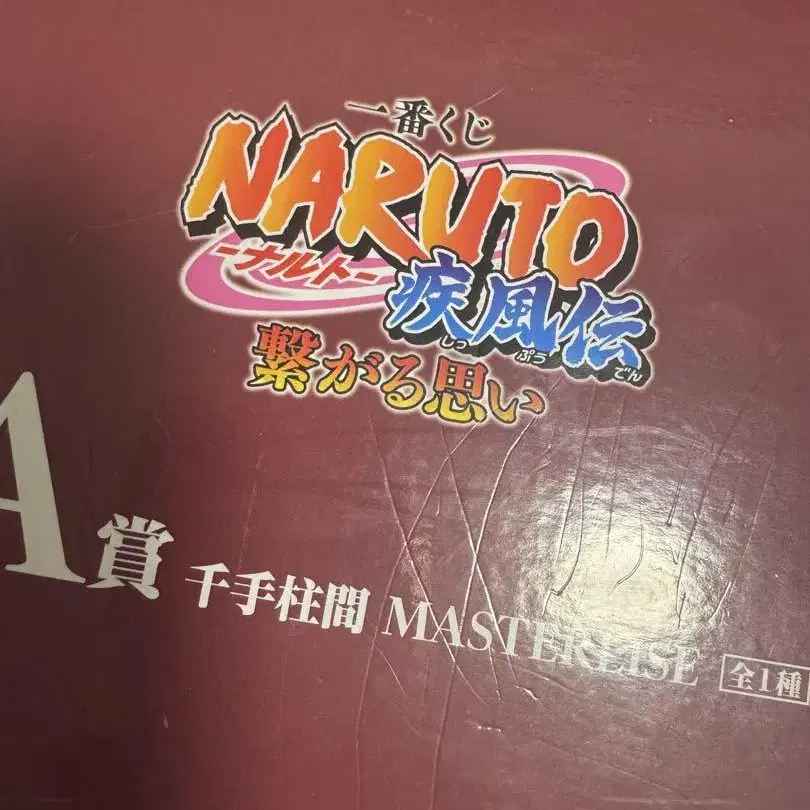 一番くじ
NARUTO
-ナルト-
疾風伝
しっぷうでん
繋がる思い
A賞 千手柱間 MASTERLISE 全1種